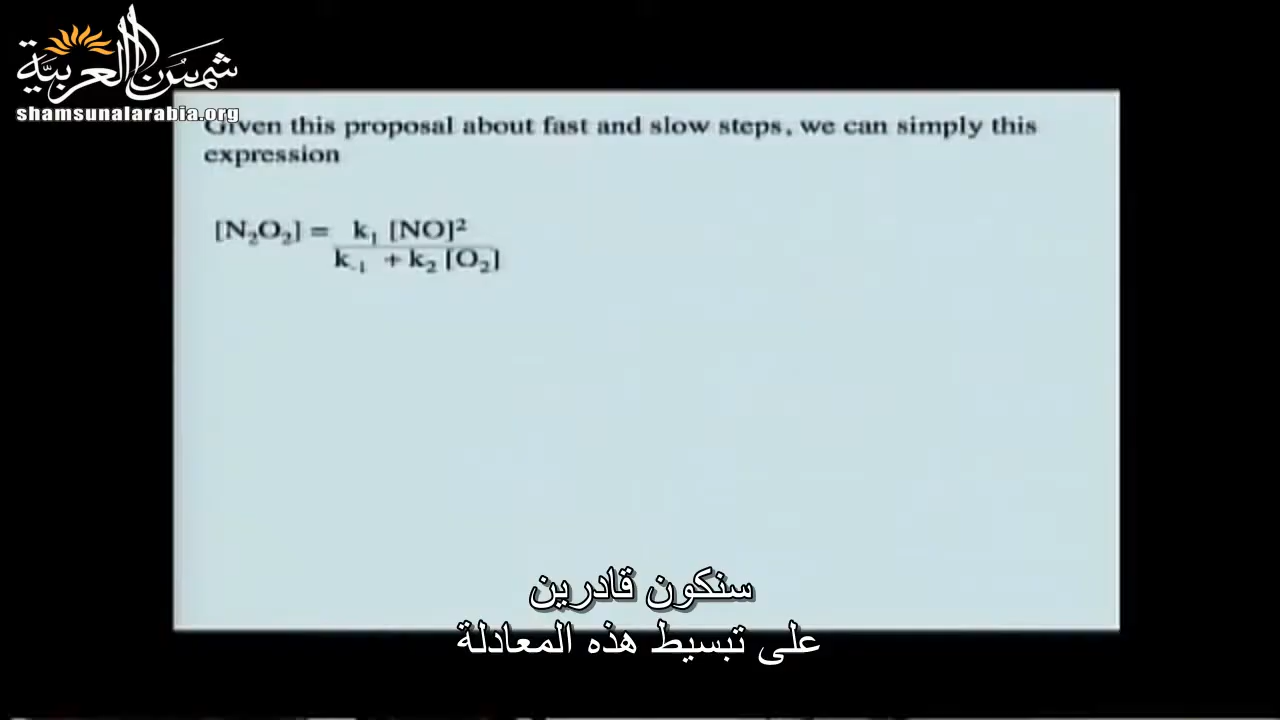 شمس العربية
shamsunalarabia.org
Given this proposal about fast and slow steps, we can simply this
expression
[N₂O₂] = k₁ [NO]²
k₋₁ + k₂ [O₂]
سنكون قادرين
على تبسيط هذه المعادلة